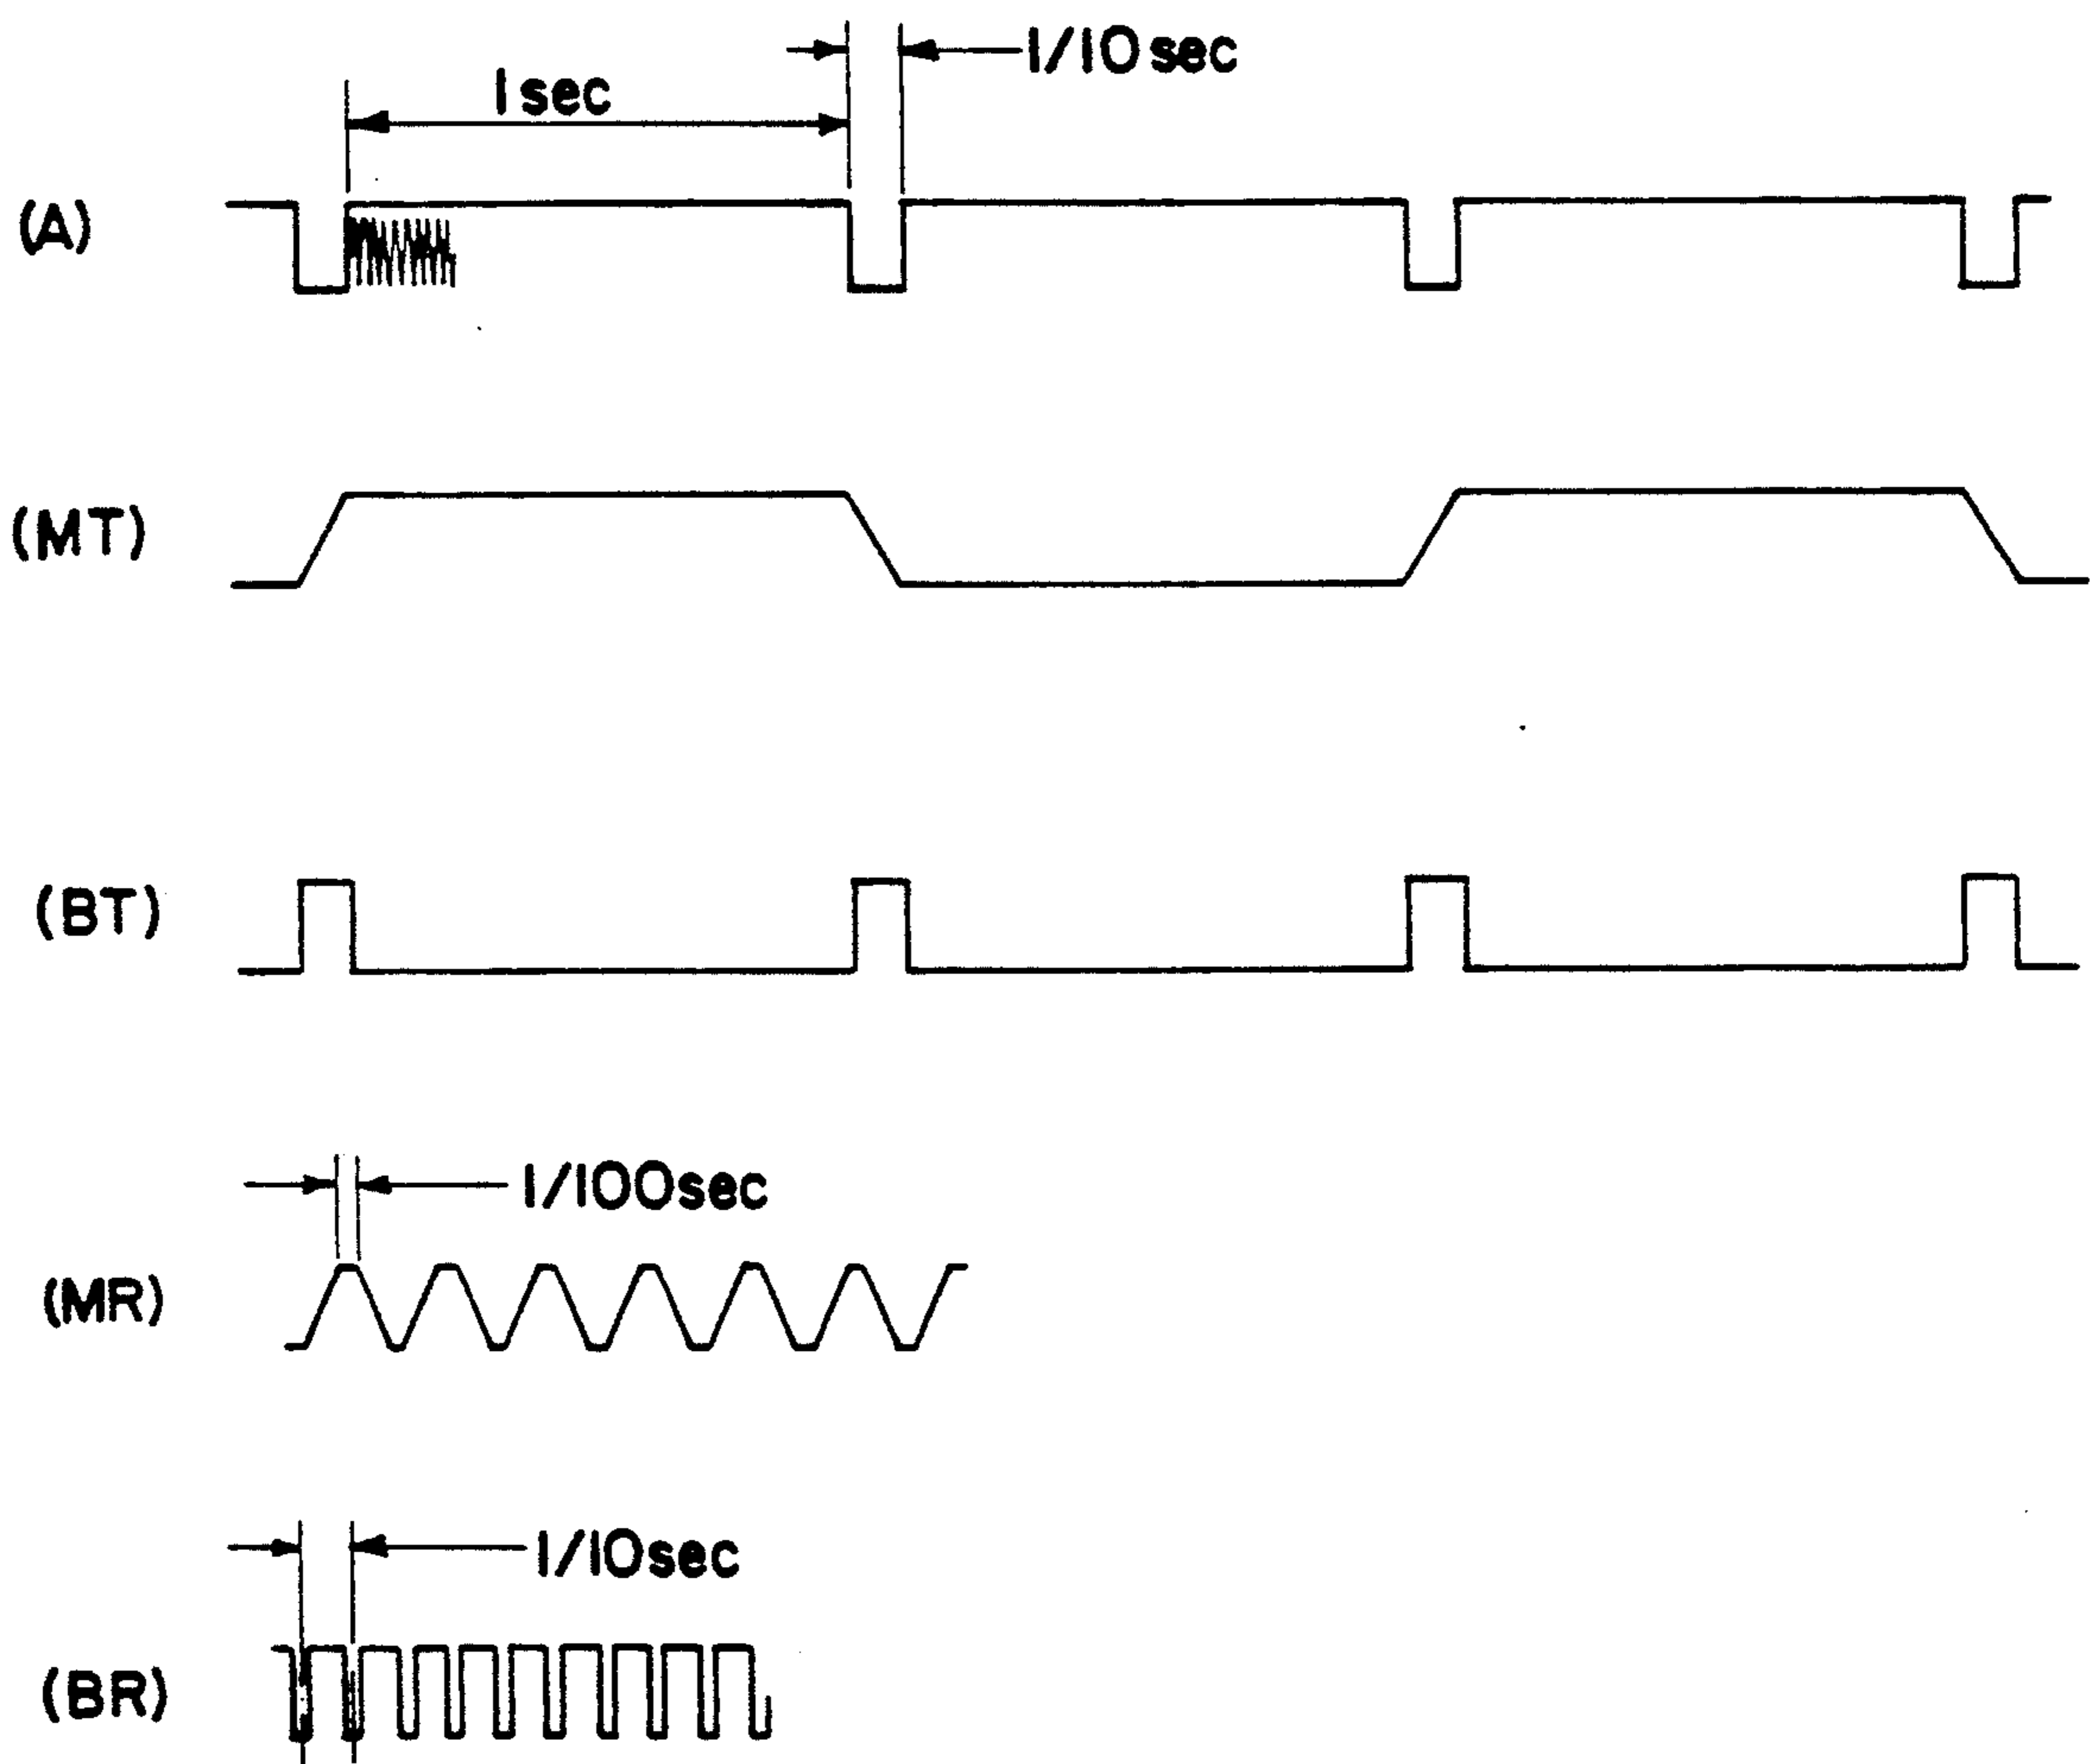 1/10 sec
1 sec
(A)
(MT)
(BT)
1/100sec
(MR)
1/10sec
(BR)